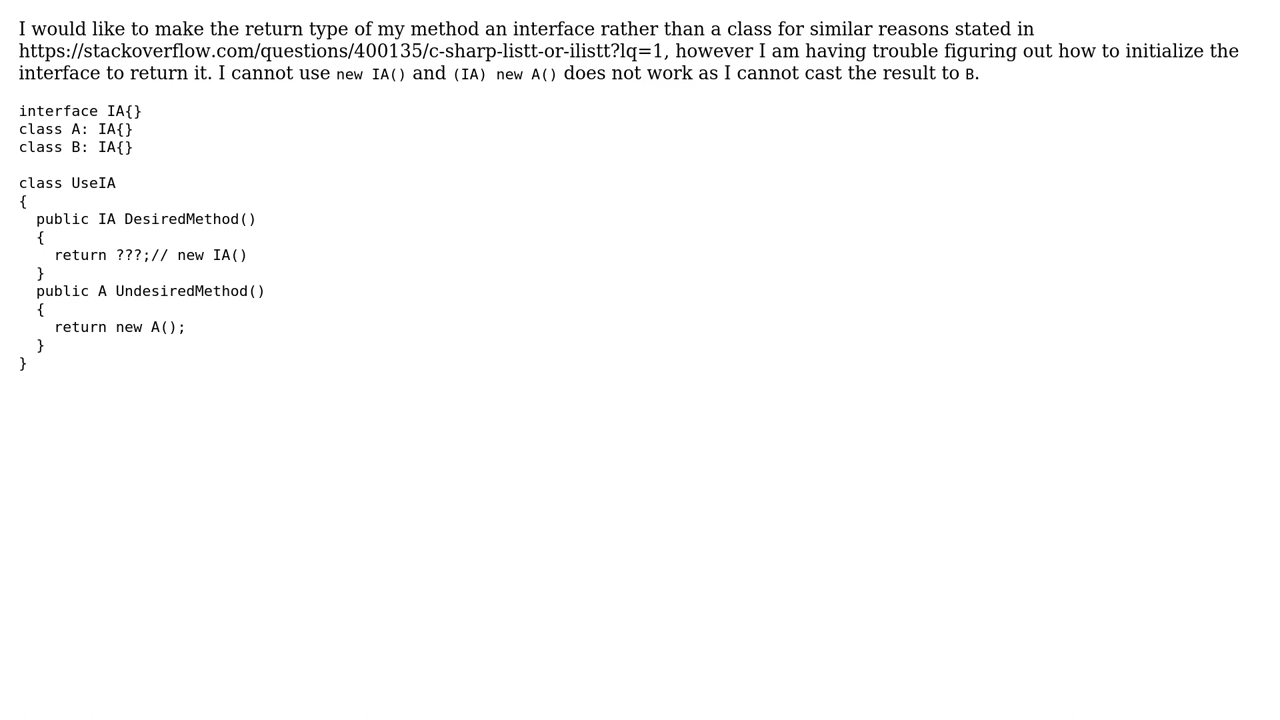 I would like to make the return type of my method an interface rather than a class for similar reasons stated in
https://stackoverflow.com/questions/400135/c-sharp-listt-or-ilistt?lq=1, however I am having trouble figuring out how to initialize the
interface to return it. I cannot use new IA() and (IA) new A() does not work as I cannot cast the result to B.
interface IA{}
class A: IA{}
class B: IA{}

class UseIA
{
  public IA DesiredMethod()
  {
    return ???;// new IA()
  }
  public A UndesiredMethod()
  {
    return new A();
  }
}